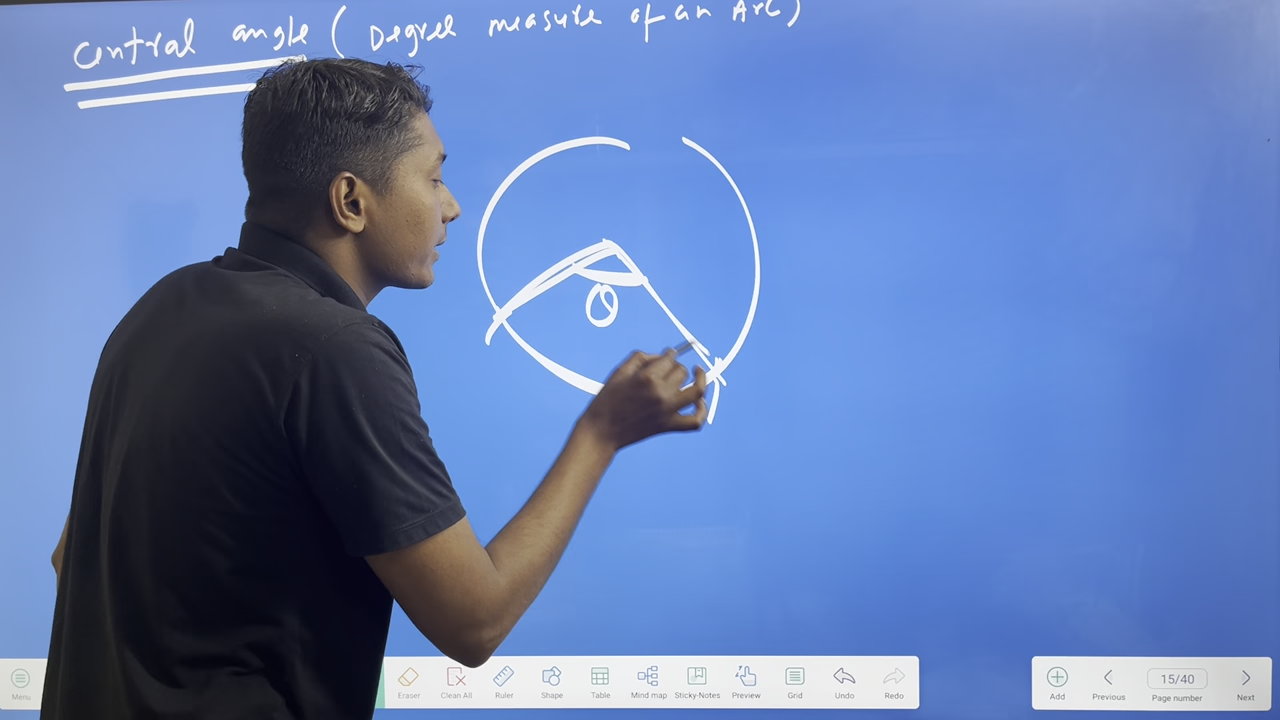 Central angle ( Degree measure of an Arc )
θ
Menu Eraser Clean All Ruler Shape Table Mind map Sticky-Notes Preview Grid Undo Redo Add Previous 15/40 Page number Next